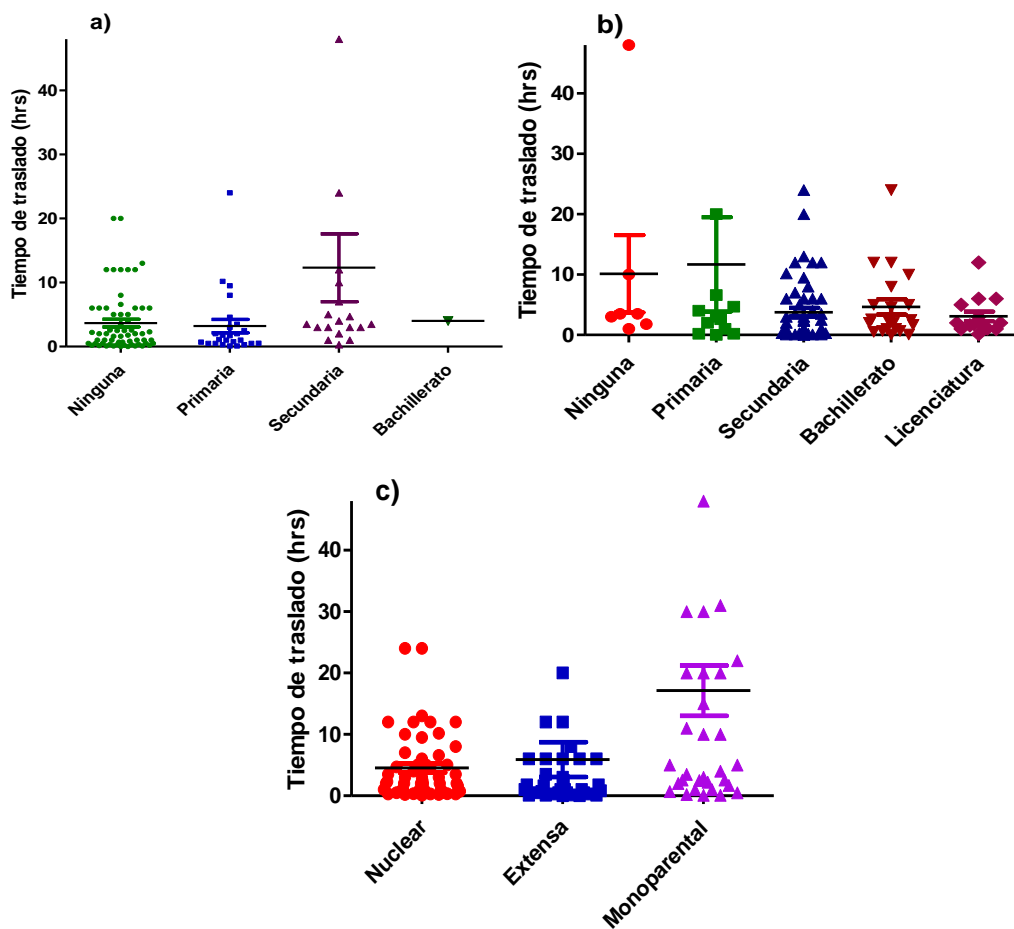 a)
Tiempo de traslado (hrs)
40
30
20
10
0
Ninguna
Primaria
Secundaria
Bachillerato
b)
Tiempo de traslado (hrs)
40
30
20
10
0
Ninguna
Primaria
Secundaria
Bachillerato
Licenciatura
c)
Tiempo de traslado (hrs)
40
30
20
10
0
Nuclear
Extensa
Monoparental